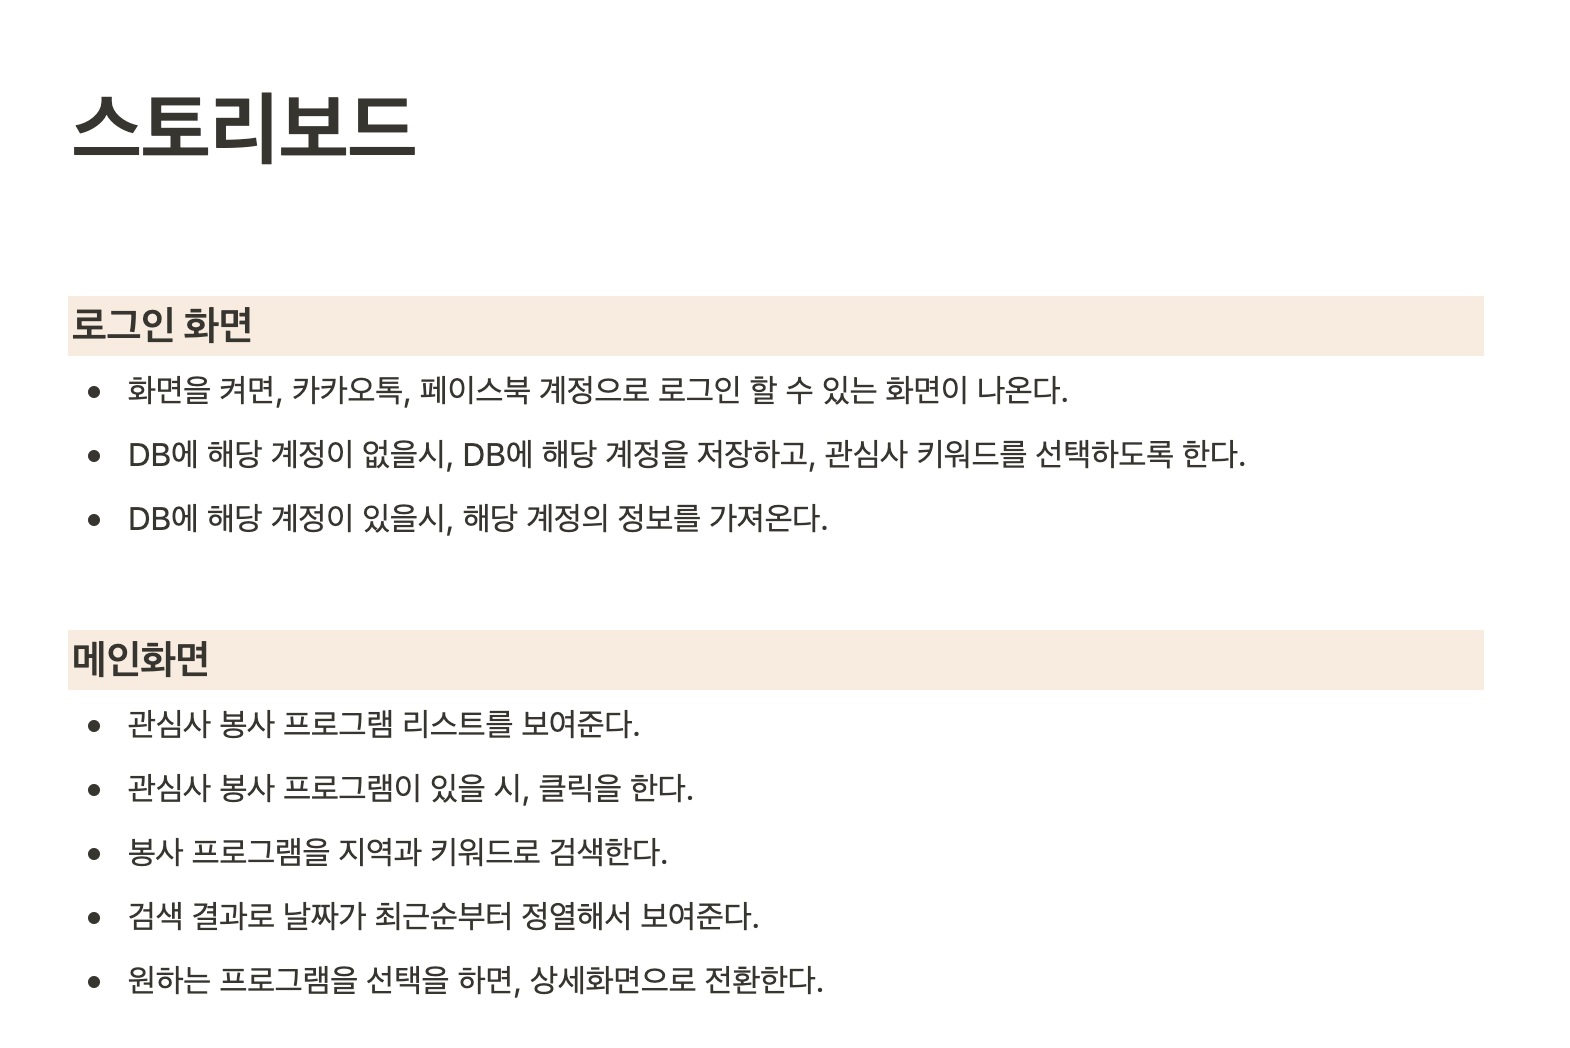 스토리보드
로그인 화면
• 화면을 켜면, 카카오톡, 페이스북 계정으로 로그인 할 수 있는 화면이 나온다.
• DB에 해당 계정이 없을시, DB에 해당 계정을 저장하고, 관심사 키워드를 선택하도록 한다.
• DB에 해당 계정이 있을시, 해당 계정의 정보를 가져온다.
메인화면
• 관심사 봉사 프로그램 리스트를 보여준다.
• 관심사 봉사 프로그램이 있을 시, 클릭을 한다.
• 봉사 프로그램을 지역과 키워드로 검색한다.
• 검색 결과로 날짜가 최근순부터 정열해서 보여준다.
• 원하는 프로그램을 선택을 하면, 상세화면으로 전환한다.